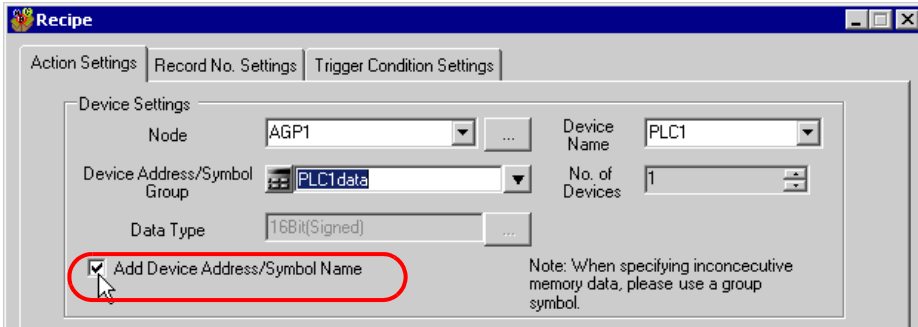 Recipe
Action Settings Record No. Settings Trigger Condition Settings
Device Settings
Node AGP1 ... Device Name PLC1
Device Address/Symbol Group PLC1data No. of Devices 1
Data Type 16Bit(Signed) ...
Add Device Address/Symbol Name
Note: When specifying inconcecutive
memory data, please use a group
symbol.